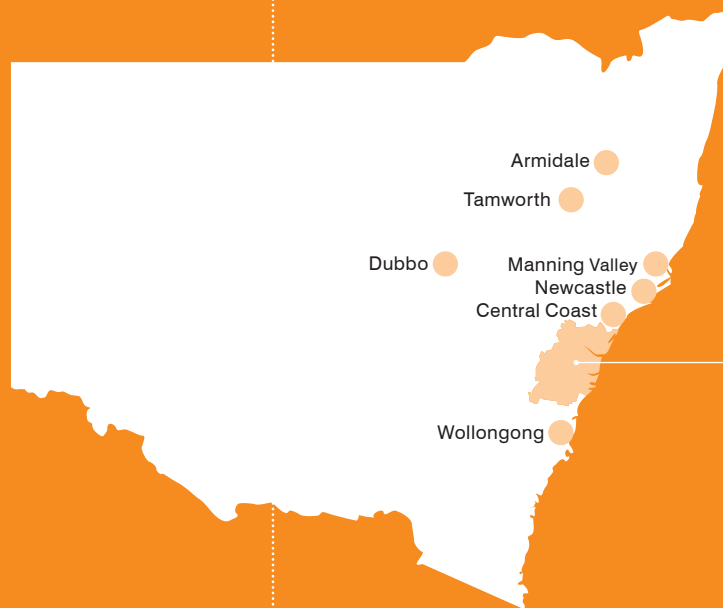 Armidale
Tamworth
Dubbo
Manning Valley
Newcastle
Central Coast
Wollongong